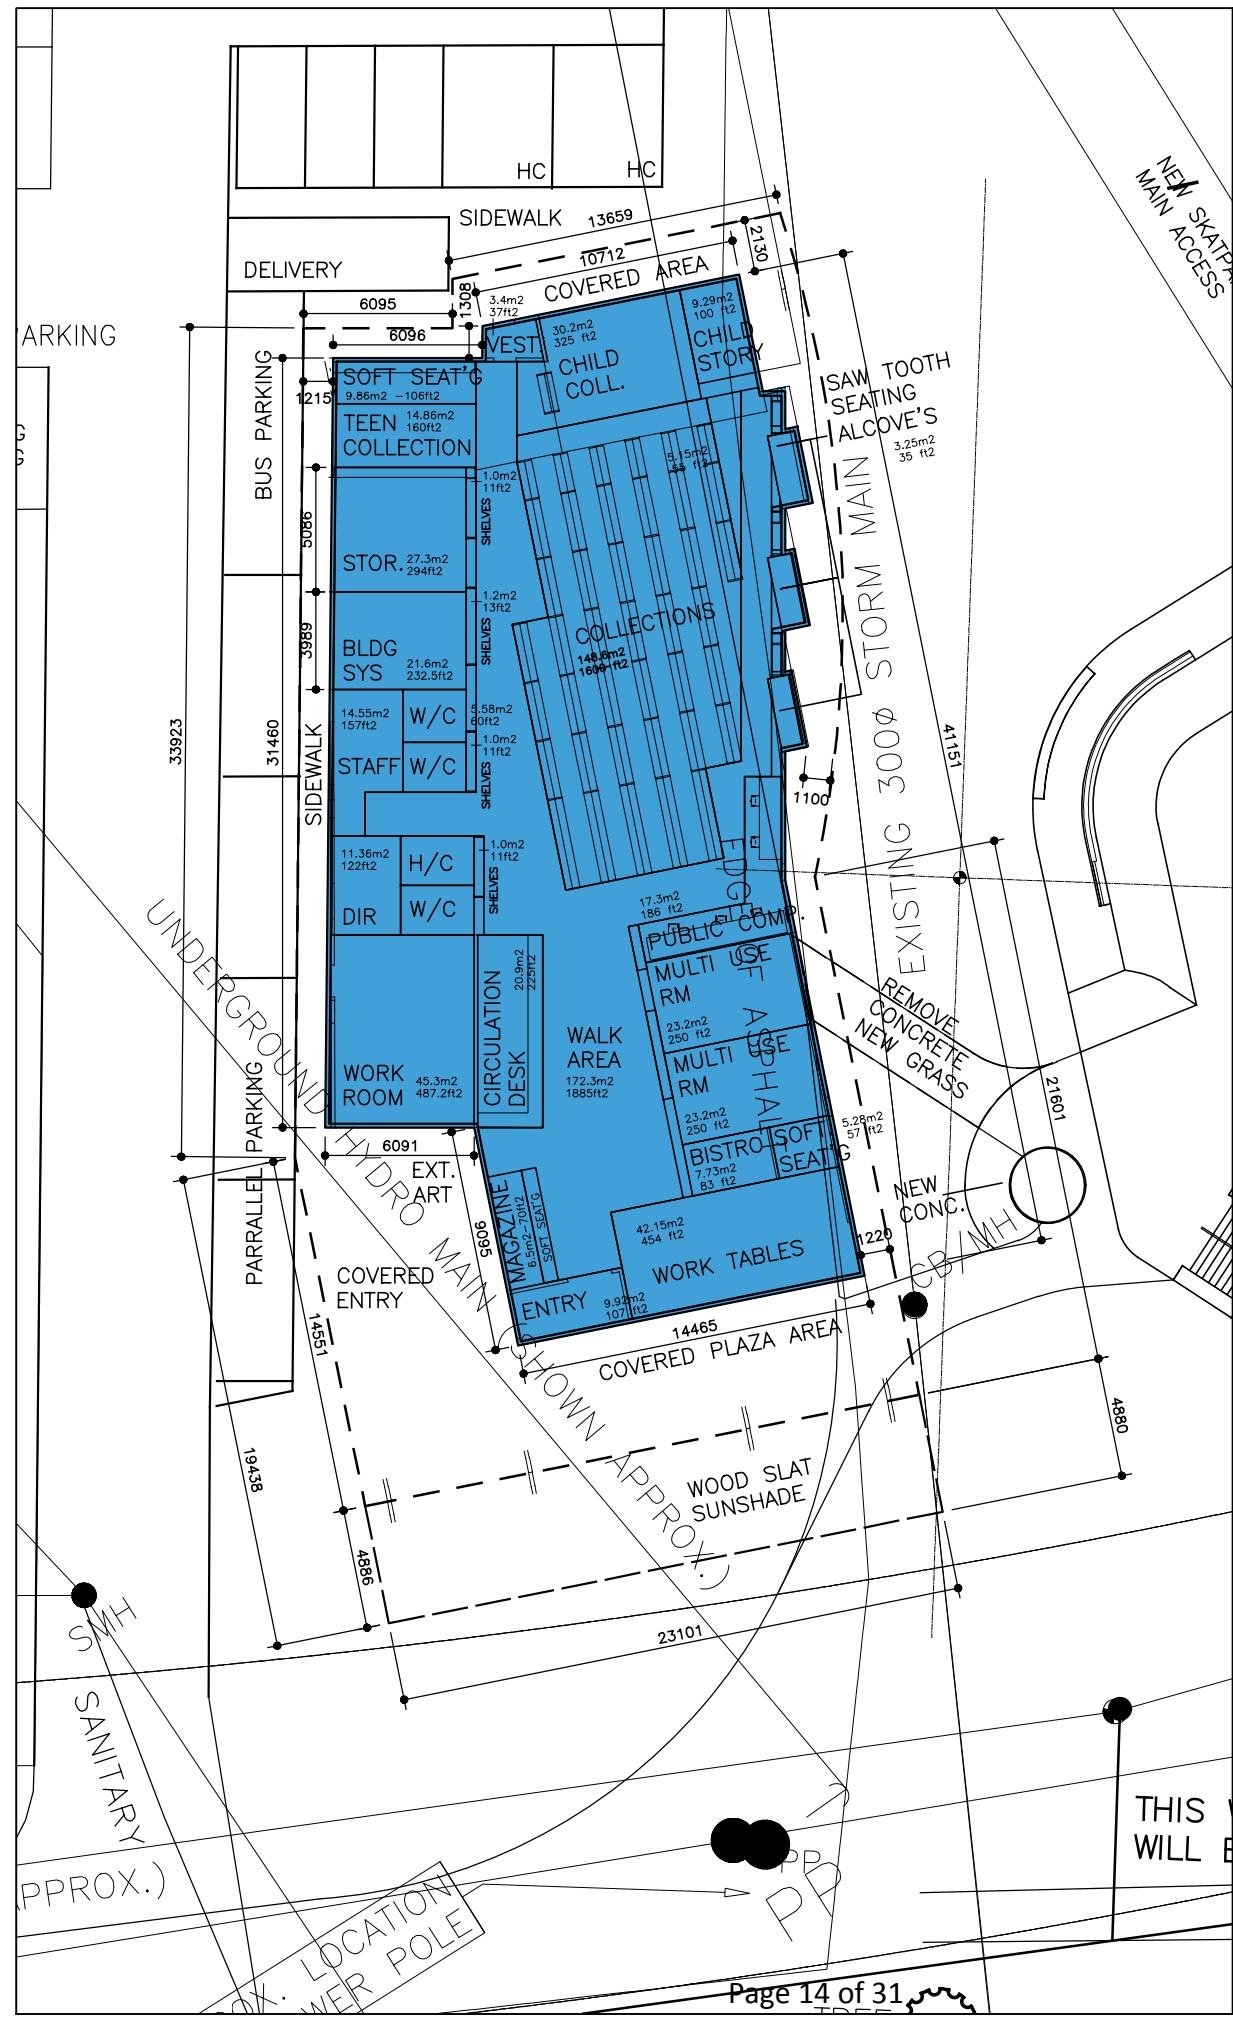 HC
HC
NEW SKATP
MAIN ACCESS
SIDEWALK
13659
2130
DELIVERY
10712
COVERED AREA
1308
6095
3.4m2
37ft2
9.29m2
100 ft2
30.2m2
325 ft2
6096
ARKING
VEST.
CHILD
COLL.
CHILD
STORY
SOFT SEAT'G
9.86m2 -106ft2
1215
BUS PARKING
TEEN
14.86m2
160ft2
COLLECTION
SAW TOOTH
SEATING
ALCOVE'S
3.25m2
35 ft2
5.15m2
55 ft2
1.0m2
11ft2
SHELVES
5086
STOR.
27.3m2
294ft2
EXISTING 300Ø STORM MAIN
1.2m2
13ft2
SHELVES
3989
BLDG
SYS
21.6m2
232.5ft2
COLLECTIONS
148.6m2
1600 ft2
33923
31460
SIDEWALK
14.55m2
157ft2
W/C
5.58m2
60ft2
1.0m2
11ft2
STAFF
W/C
SHELVES
41151
1100
11.36m2
122ft2
H/C
1.0m2
11ft2
SHELVES
DIR
W/C
EDGE OF ASPHALT
17.3m2
186 ft2
PUBLIC COMP.
UNDERGROUND HYDRO MAIN (SHOWN APPROX.)
MULTI USE
RM
23.2m2
250 ft2
REMOVE
CONCRETE
NEW GRASS
20.9m2
225ft2
CIRCULATION
DESK
WALK
AREA
172.3m2
1885ft2
MULTI USE
RM
23.2m2
250 ft2
WORK
ROOM
45.3m2
487.2ft2
21601
PARRALLEL PARKING
5.28m2
57 ft2
6091
EXT.
ART
BISTRO
7.73m2
83 ft2
SOFT
SEAT'G
NEW
CONC.
MAGAZINE
6.5m2-70ft2
SOFT SEAT'G
9095
42.15m2
454 ft2
WORK TABLES
1220
CB/MH
COVERED
ENTRY
ENTRY
9.92m2
107 ft2
14551
14465
COVERED PLAZA AREA
4880
19438
WOOD SLAT
SUNSHADE
4886
SMH
23101
SANITARY
THIS
WILL
PP
PP
PPROX.)
OX. LOCATION
WER POLE
Page 14 of 31
TREE